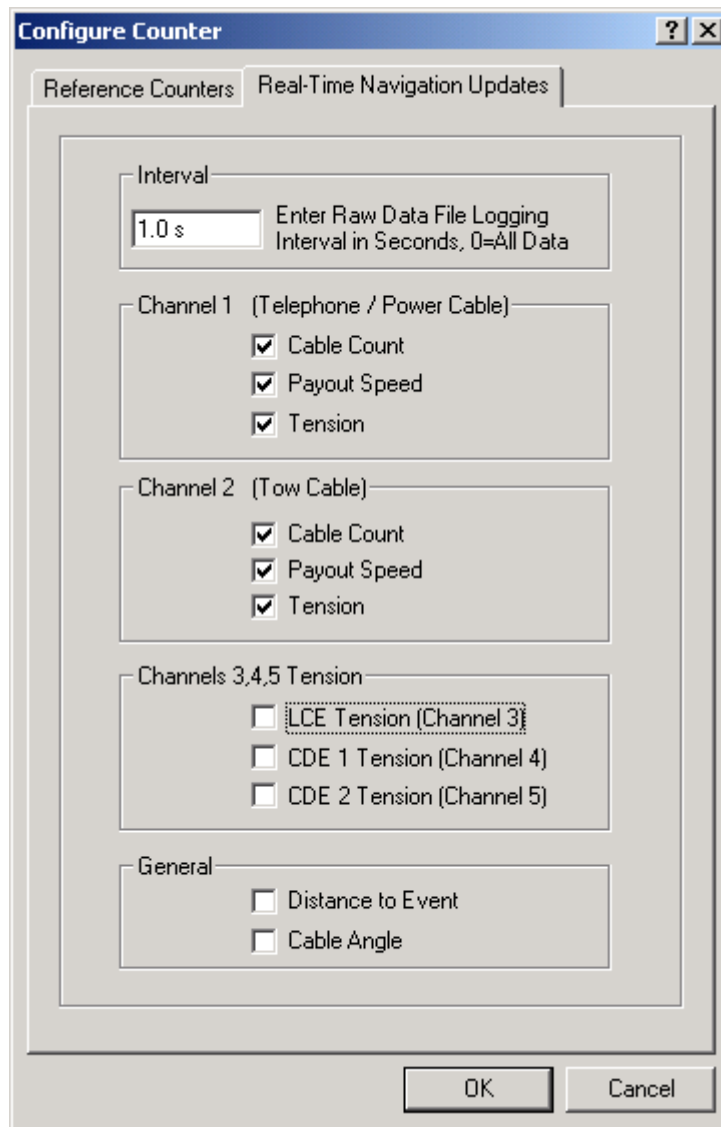 Configure Counter
Reference Counters
Real-Time Navigation Updates
Interval
1.0 s
Enter Raw Data File Logging
Interval in Seconds, 0=All Data
Channel 1 (Telephone / Power Cable)
Cable Count
Payout Speed
Tension
Channel 2 (Tow Cable)
Cable Count
Payout Speed
Tension
Channels 3,4,5 Tension
LCE Tension (Channel 3)
CDE 1 Tension (Channel 4)
CDE 2 Tension (Channel 5)
General
Distance to Event
Cable Angle
OK
Cancel